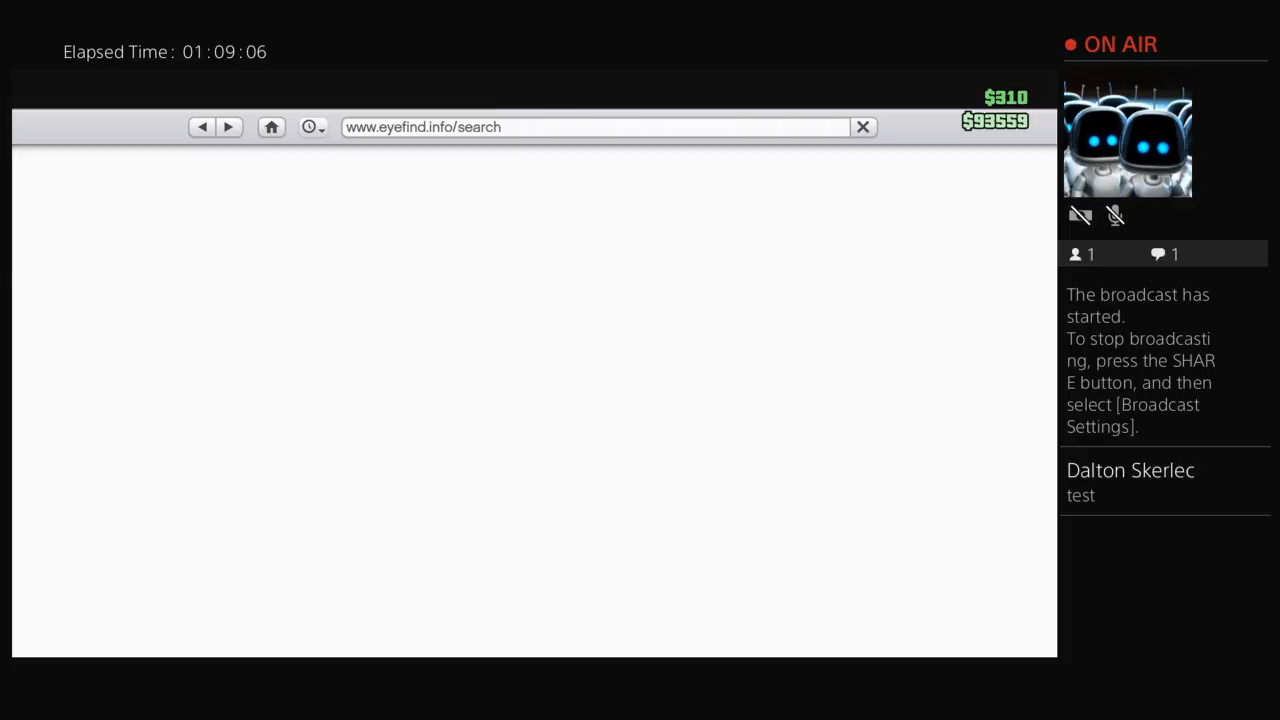 Elapsed Time: 01:09:06
ON AIR
$310
$93559
www.eyefind.info/search
1 1
The broadcast has
started.
To stop broadcasti
ng, press the SHAR
E button, and then
select [Broadcast
Settings].
Dalton Skerlec
test